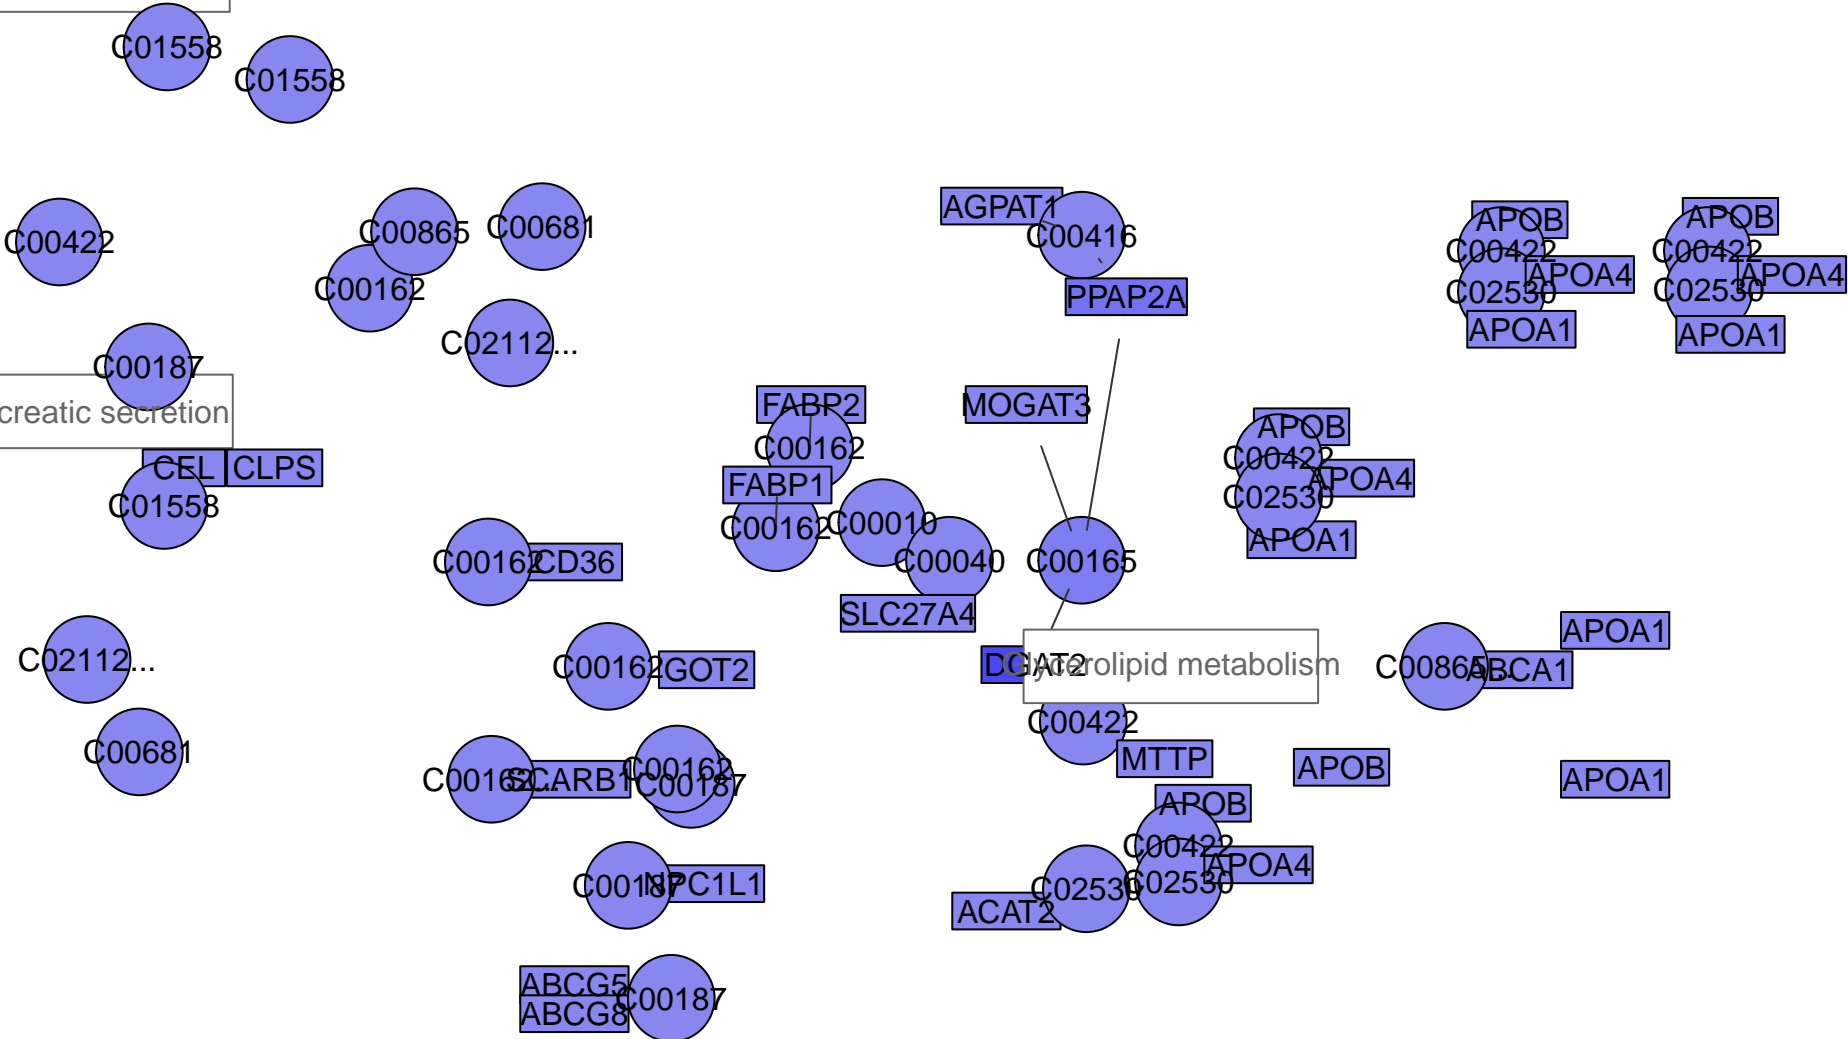 C01558
C01558
C00422
C00865
C00681
C00162
C02112...
C00187
creatic secretion
CEL
CLPS
C01558
AGPAT1
C00416
PPAP2A
APOB
C00422
APOA4
C02530
APOA1
APOB
C00422
APOA4
C02530
APOA1
FABP2
C00162
FABP1
C00162
C00010
C00040
SLC27A4
MOGAT3
C00165
APOB
C00422
APOA4
C02530
APOA1
C00162
CD36
C02112...
C00681
C00162
GOT2
DGAT2
Glycerolipid metabolism
C00422
MTTP
APOB
C00865...
ABCA1
APOA1
APOA1
C00162...
SCARB1
C00162
C00187
C00187
NPC1L1
APOB
C00422
APOA4
C02530
C02530
ACAT2
ABCG5
ABCG8
C00187